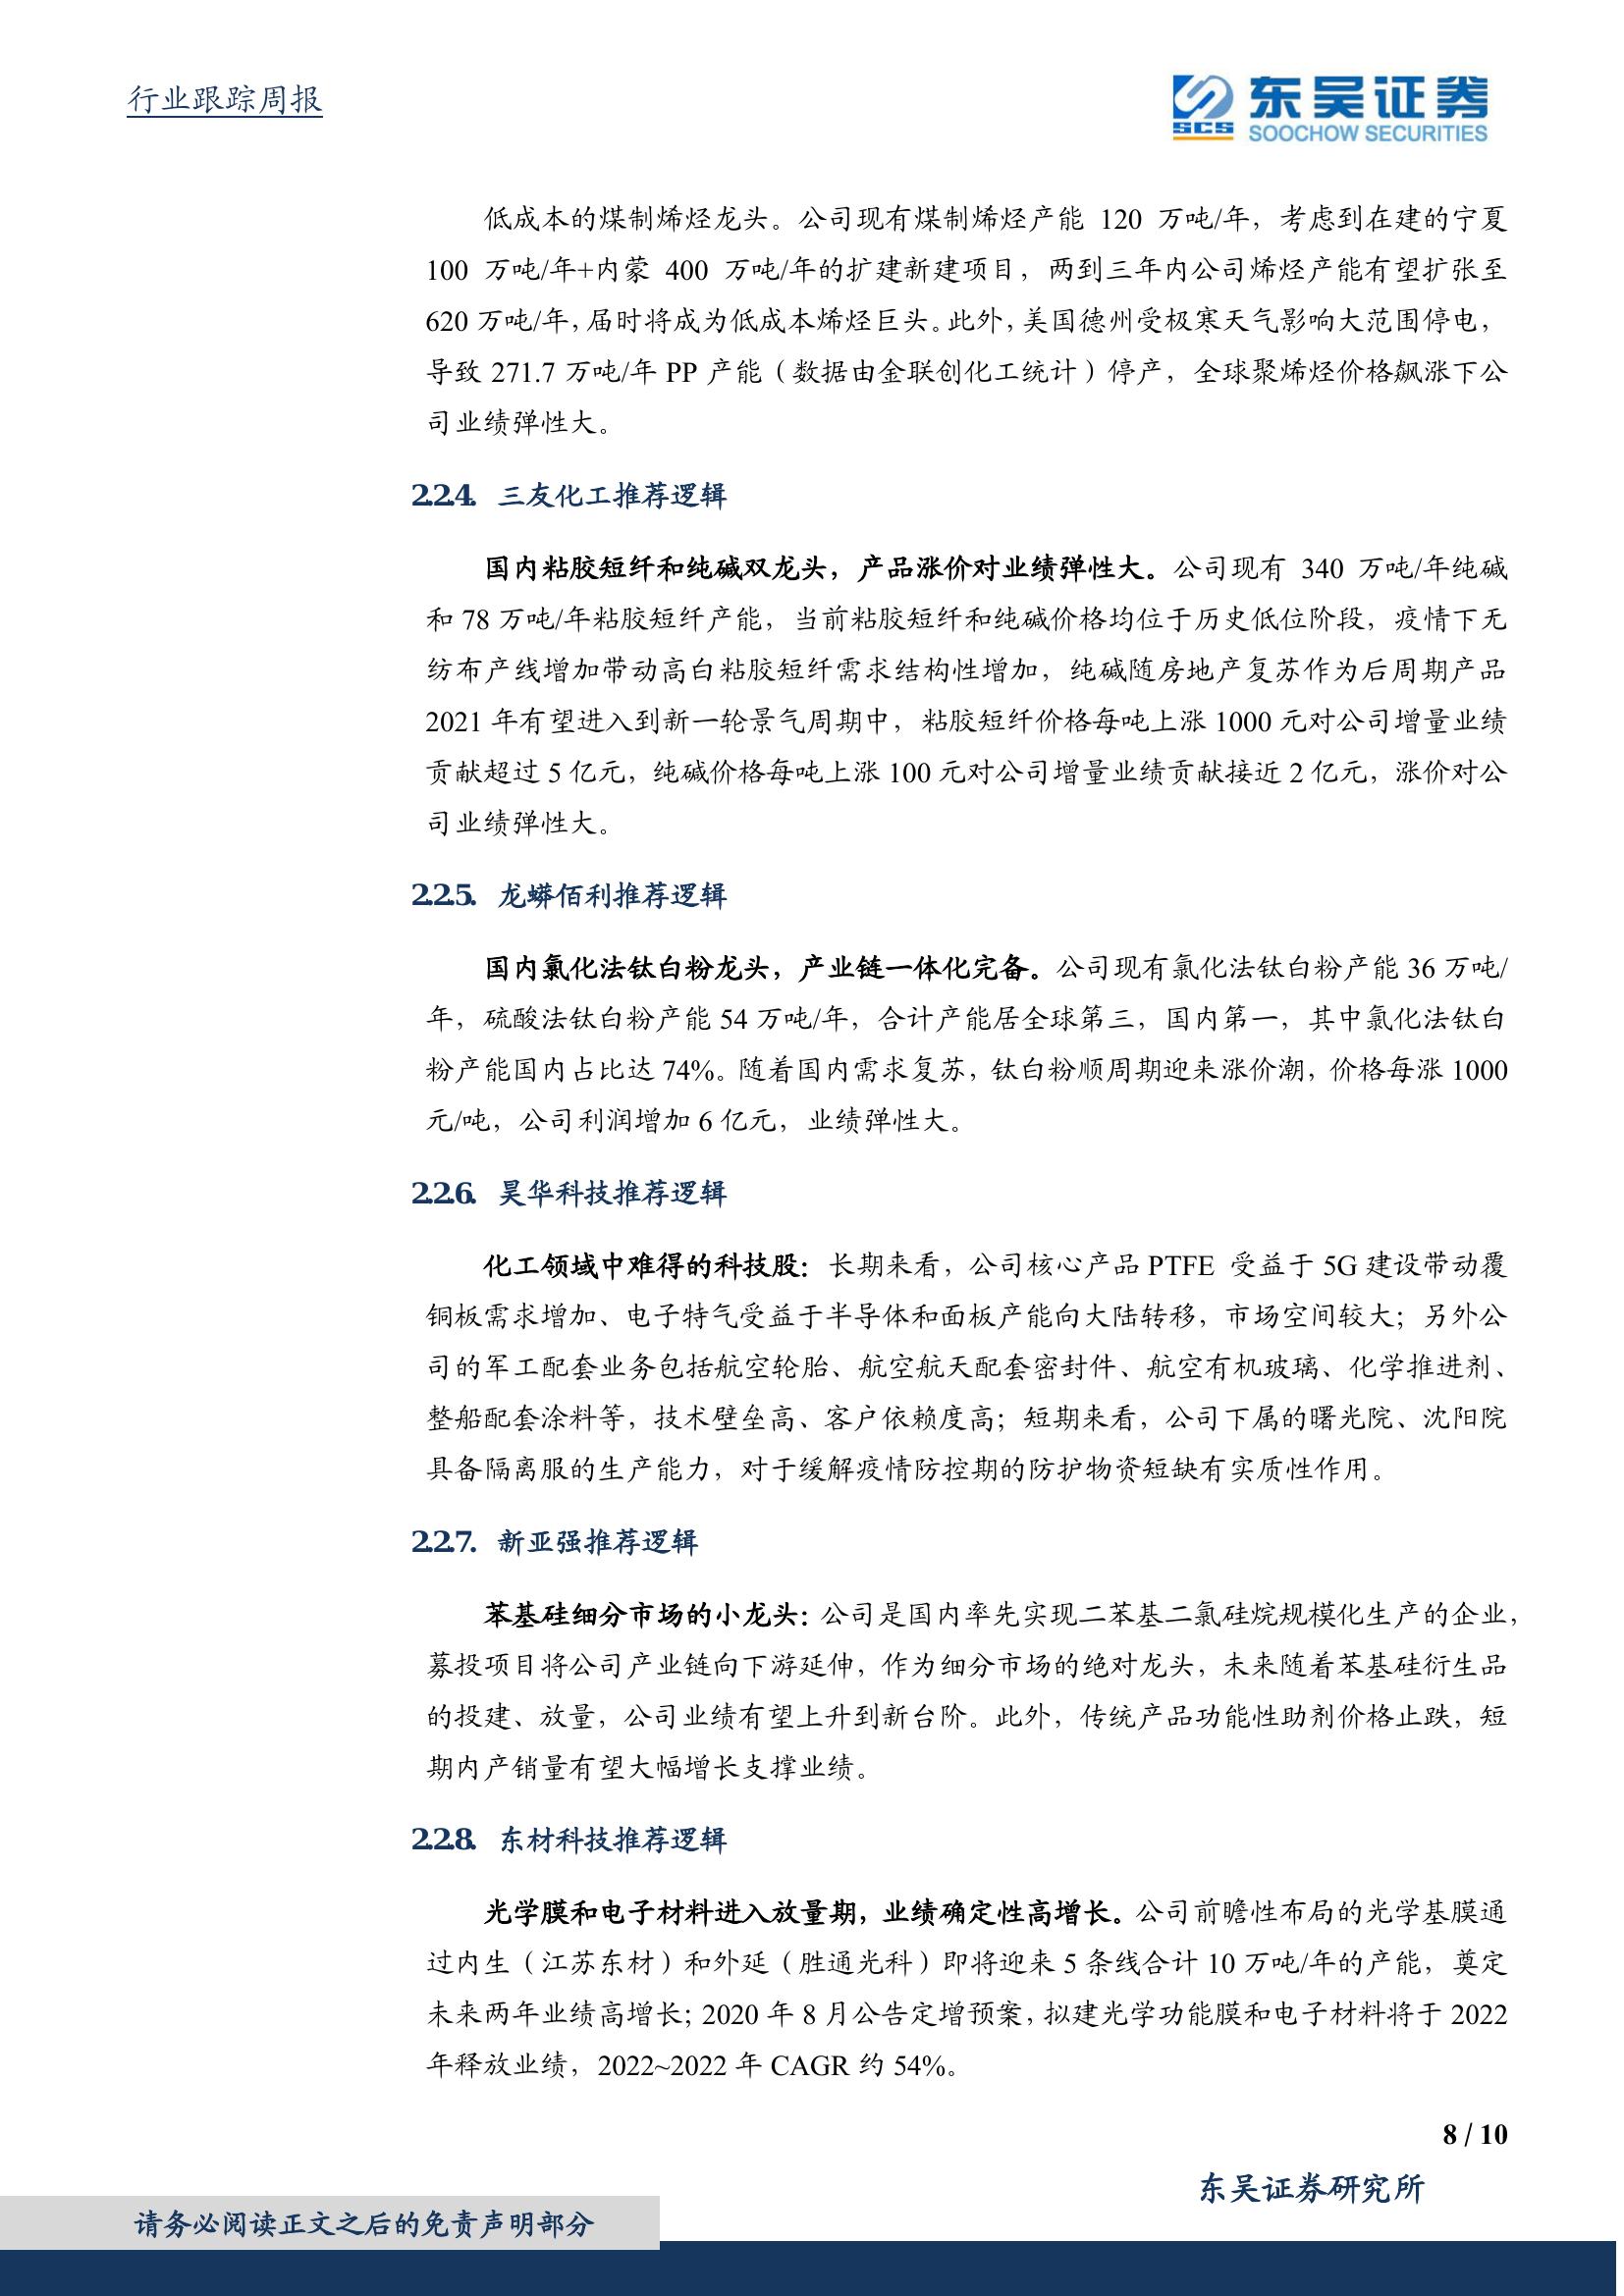 行业跟踪周报
SCS 东吴证券
SOOCHOW SECURITIES
低成本的煤制烯烃龙头。公司现有煤制烯烃产能 120 万吨/年，考虑到在建的宁夏
100 万吨/年+内蒙 400 万吨/年的扩建新建项目，两到三年内公司烯烃产能有望扩张至
620 万吨/年，届时将成为低成本烯烃巨头。此外，美国德州受极寒天气影响大范围停电，
导致 271.7 万吨/年 PP 产能（数据由金联创化工统计）停产，全球聚烯烃价格飙涨下公
司业绩弹性大。
2.2.4. 三友化工推荐逻辑
国内粘胶短纤和纯碱双龙头，产品涨价对业绩弹性大。公司现有 340 万吨/年纯碱
和 78 万吨/年粘胶短纤产能，当前粘胶短纤和纯碱价格均位于历史低位阶段，疫情下无
纺布产线增加带动高白粘胶短纤需求结构性增加，纯碱随房地产复苏作为后周期产品
2021 年有望进入到新一轮景气周期中，粘胶短纤价格每吨上涨 1000 元对公司增量业绩
贡献超过 5 亿元，纯碱价格每吨上涨 100 元对公司增量业绩贡献接近 2 亿元，涨价对公
司业绩弹性大。
2.2.5. 龙蟒佰利推荐逻辑
国内氯化法钛白粉龙头，产业链一体化完备。公司现有氯化法钛白粉产能 36 万吨/
年，硫酸法钛白粉产能 54 万吨/年，合计产能居全球第三，国内第一，其中氯化法钛白
粉产能国内占比达 74%。随着国内需求复苏，钛白粉顺周期迎来涨价潮，价格每涨 1000
元/吨，公司利润增加 6 亿元，业绩弹性大。
2.2.6. 昊华科技推荐逻辑
化工领域中难得的科技股：长期来看，公司核心产品 PTFE 受益于 5G 建设带动覆
铜板需求增加、电子特气受益于半导体和面板产能向大陆转移，市场空间较大；另外公
司的军工配套业务包括航空轮胎、航空航天配套密封件、航空有机玻璃、化学推进剂、
整船配套涂料等，技术壁垒高、客户依赖度高；短期来看，公司下属的曙光院、沈阳院
具备隔离服的生产能力，对于缓解疫情防控期的防护物资短缺有实质性作用。
2.2.7. 新亚强推荐逻辑
苯基硅细分市场的小龙头：公司是国内率先实现二苯基二氯硅烷规模化生产的企业，
募投项目将公司产业链向下游延伸，作为细分市场的绝对龙头，未来随着苯基硅衍生品
的投建、放量，公司业绩有望上升到新台阶。此外，传统产品功能性助剂价格止跌，短
期内产销量有望大幅增长支撑业绩。
2.2.8. 东材科技推荐逻辑
光学膜和电子材料进入放量期，业绩确定性高增长。公司前瞻性布局的光学基膜通
过内生（江苏东材）和外延（胜通光科）即将迎来 5 条线合计 10 万吨/年的产能，奠定
未来两年业绩高增长；2020 年 8 月公告定增预案，拟建光学功能膜和电子材料将于 2022
年释放业绩，2022~2022 年 CAGR 约 54%。
8 / 10
东吴证券研究所
请务必阅读正文之后的免责声明部分